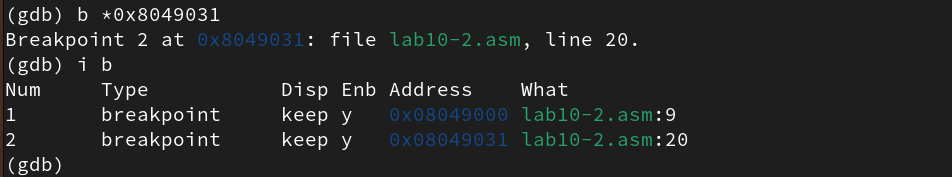 (gdb) b *0x8049031
Breakpoint 2 at 0x8049031: file lab10-2.asm, line 20.
(gdb) i b
Num     Type           Disp Enb Address    What
1       breakpoint     keep y   0x08049000 lab10-2.asm:9
2       breakpoint     keep y   0x08049031 lab10-2.asm:20
(gdb)